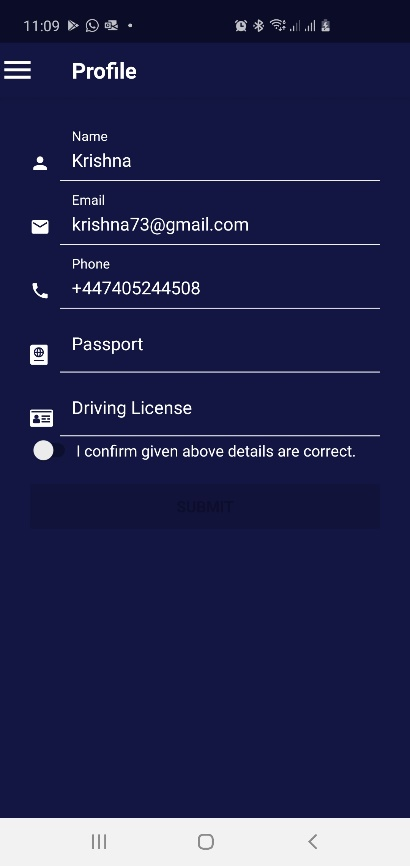 11:09
Profile
Name
Krishna
Email
krishna73@gmail.com
Phone
+447405244508
Passport
Driving License
I confirm given above details are correct.
SUBMIT